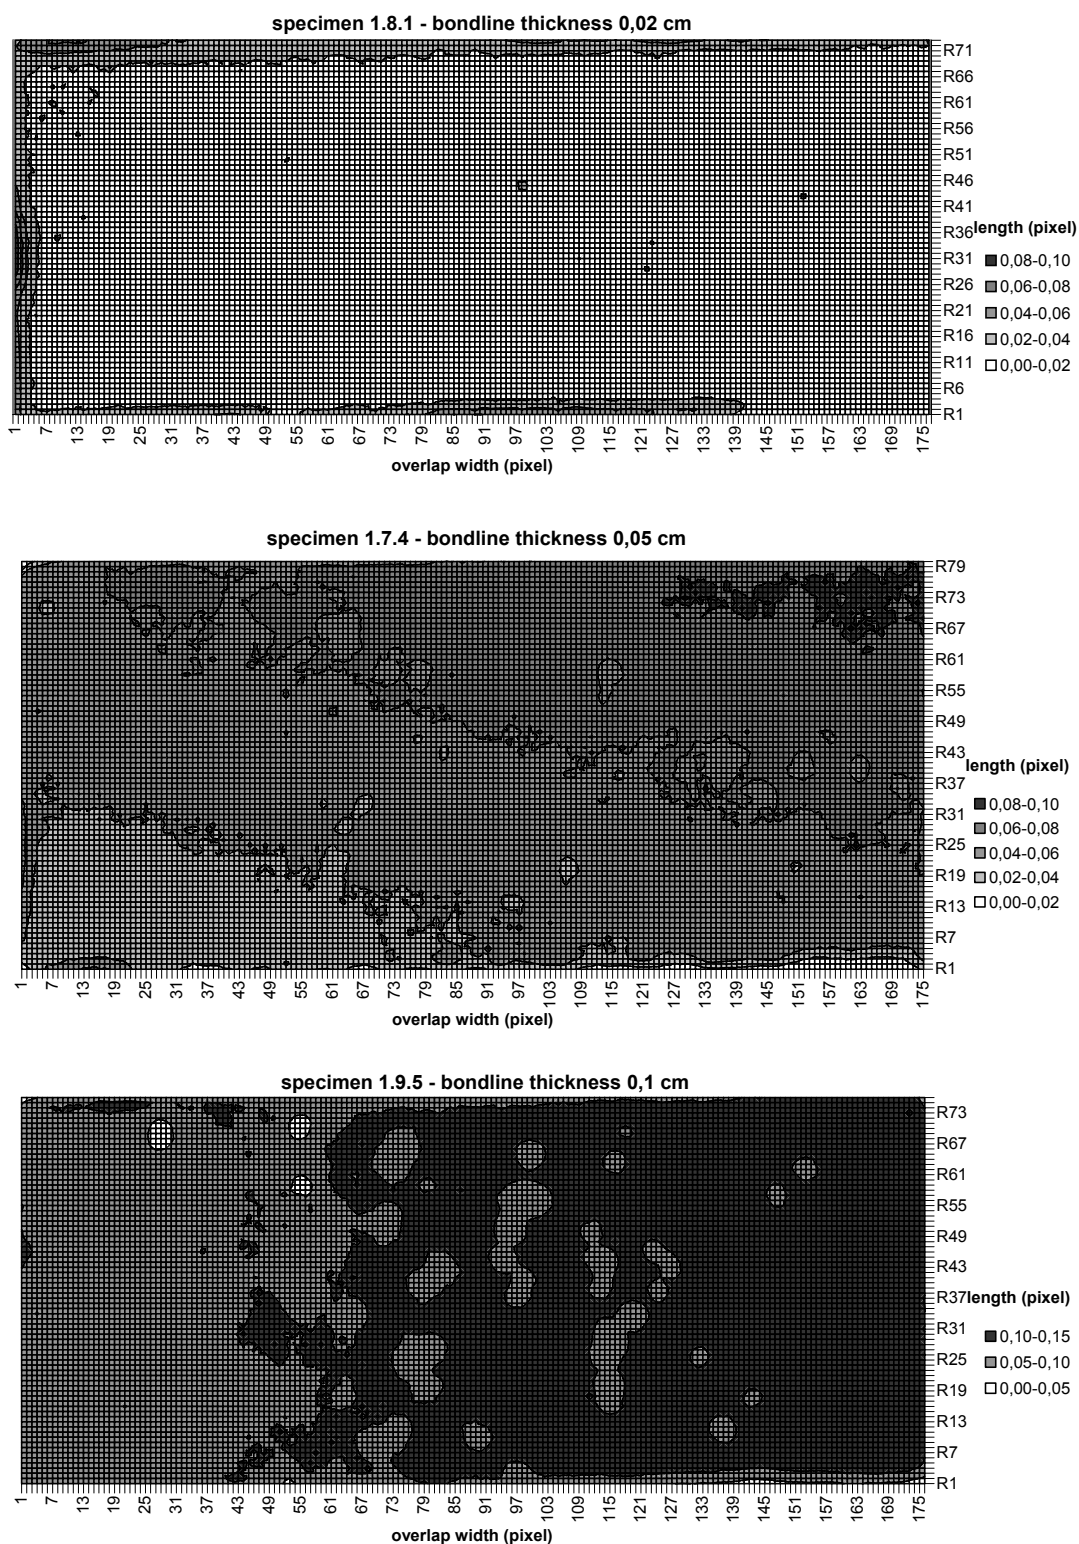 specimen 1.8.1 - bondline thickness 0,02 cm
R71
R66
R61
R56
R51
R46
R41
R36
length (pixel)
R31
0,08-0,10
R26
0,06-0,08
R21
0,04-0,06
R16
0,02-0,04
R11
0,00-0,02
R6
R1
1 7 13 19 25 31 37 43 49 55 61 67 73 79 85 91 97 103 109 115 121 127 133 139 145 151 157 163 169 175
overlap width (pixel)
specimen 1.7.4 - bondline thickness 0,05 cm
R79
R73
R67
R61
R55
R49
R43
length (pixel)
R37
0,08-0,10
R31
0,06-0,08
R25
0,04-0,06
R19
0,02-0,04
R13
0,00-0,02
R7
R1
1 7 13 19 25 31 37 43 49 55 61 67 73 79 85 91 97 103 109 115 121 127 133 139 145 151 157 163 169 175
overlap width (pixel)
specimen 1.9.5 - bondline thickness 0,1 cm
R73
R67
R61
R55
R49
R43
R37
length (pixel)
R31
0,10-0,15
R25
0,05-0,10
R19
0,00-0,05
R13
R7
R1
1 7 13 19 25 31 37 43 49 55 61 67 73 79 85 91 97 103 109 115 121 127 133 139 145 151 157 163 169 175
overlap width (pixel)